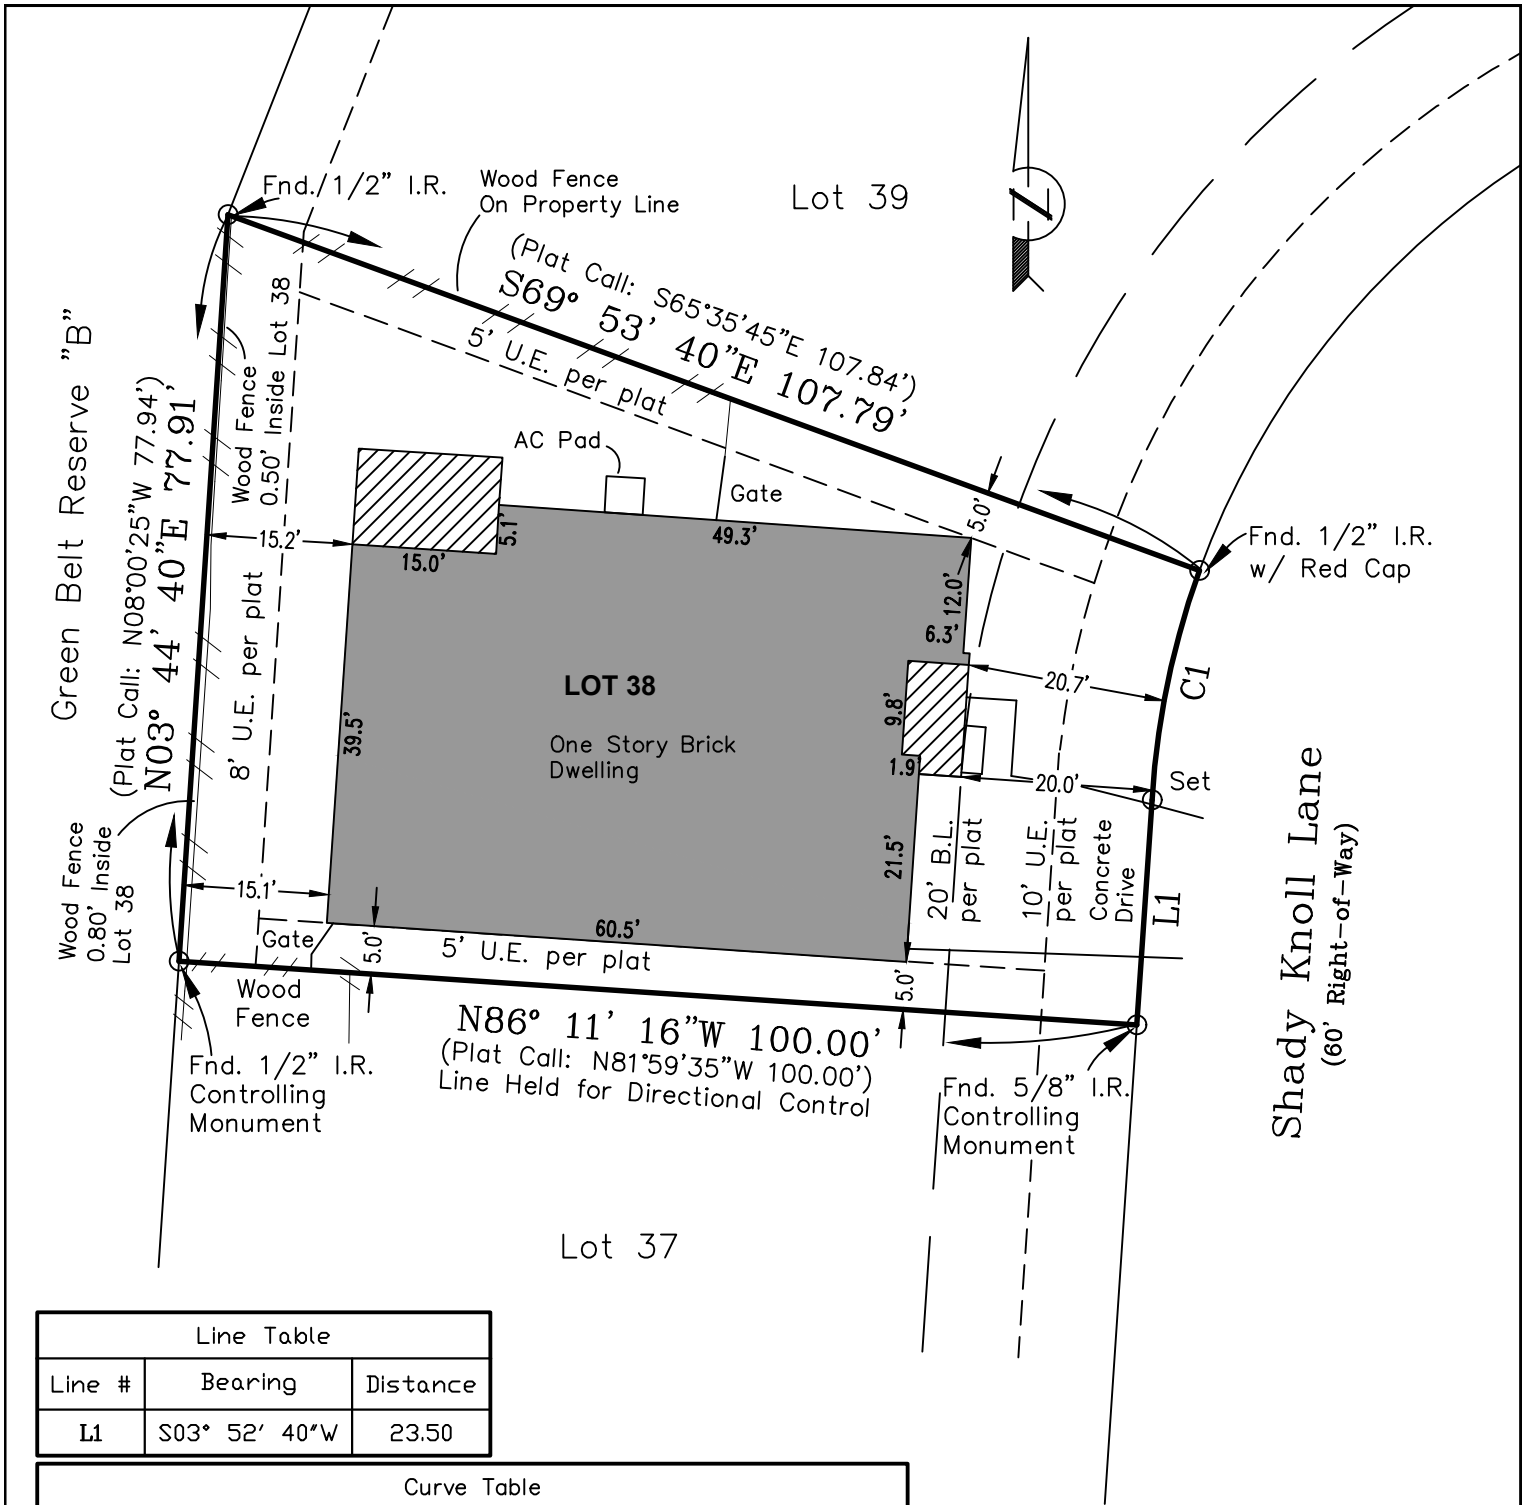 Fnd. 1/2" I.R.
Wood Fence
On Property Line
Lot 39
N
(Plat Call: S65°35'45"E 107.84')
S69° 53' 40"E 107.79'
5' U.E. per plat
Green Belt Reserve "B"
(Plat Call: N08°00'25"W 77.94')
N03° 44' 40"E 77.91'
Wood Fence
0.50' Inside Lot 38
8' U.E. per plat
AC Pad
Gate
5.0'
Fnd. 1/2" I.R.
w/ Red Cap
15.2'
15.0'
5.1'
49.3'
12.0'
6.3'
20.7'
C1
LOT 38
One Story Brick
Dwelling
39.5'
9.8'
1.9'
20.0'
Set
21.5'
20' B.L.
per plat
10' U.E.
per plat
Concrete
Drive
L1
Shady Knoll Lane
(60' Right-of-Way)
Wood Fence
0.80' Inside
Lot 38
15.1'
Gate
5.0'
60.5'
5' U.E. per plat
5.0'
Wood
Fence
N86° 11' 16"W 100.00'
(Plat Call: N81°59'35"W 100.00')
Line Held for Directional Control
Fnd. 1/2" I.R.
Controlling
Monument
Fnd. 5/8" I.R.
Controlling
Monument
Lot 37
Line Table
Line # Bearing Distance
L1 S03° 52' 40"W 23.50
Curve Table